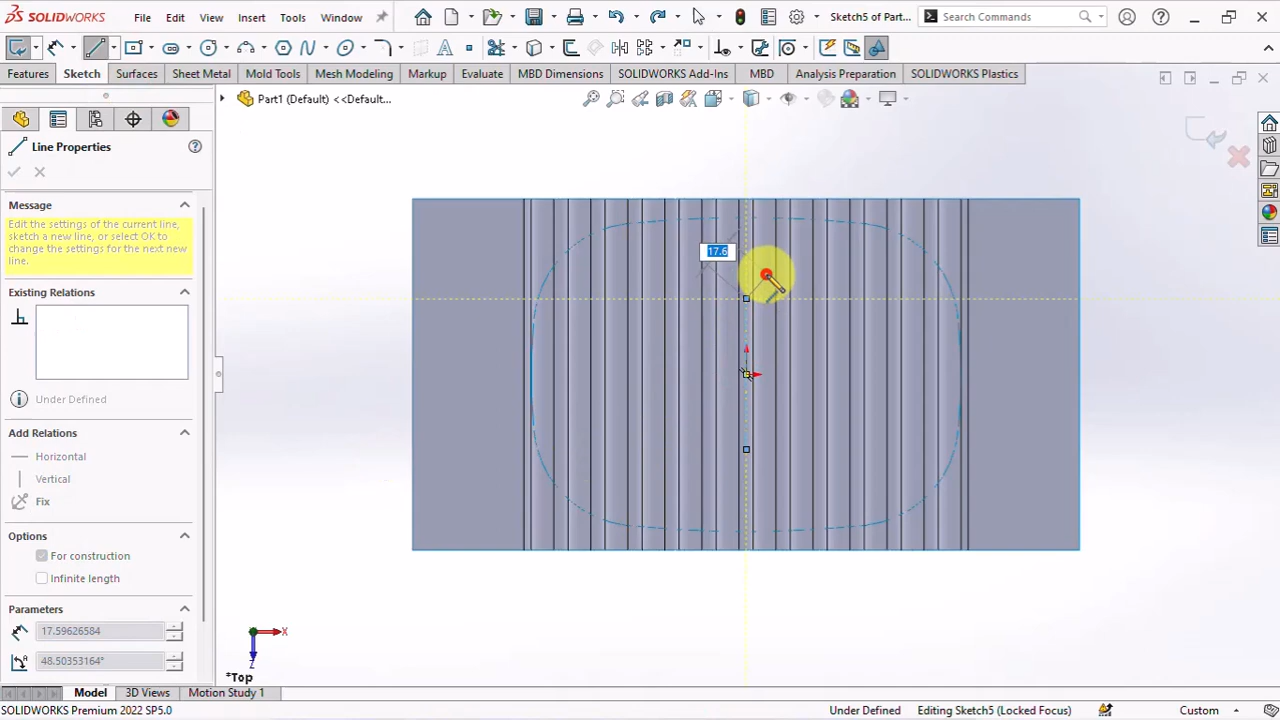 SOLIDWORKS
File
Edit
View
Insert
Tools
Window
Sketch5 of Part...
Search Commands
Features
Sketch
Surfaces
Sheet Metal
Mold Tools
Mesh Modeling
Markup
Evaluate
MBD Dimensions
SOLIDWORKS Add-Ins
MBD
Analysis Preparation
SOLIDWORKS Plastics
Part1 (Default) <<Default...
Line Properties
Message
Edit the settings of the current line,
sketch a new line, or select OK to
change the settings for the next new
line.
Existing Relations
Under Defined
Add Relations
Horizontal
Vertical
Fix
Options
For construction
Infinite length
Parameters
17.59626584
48.50353164°
17.6
X
Z
*Top
Model
3D Views
Motion Study 1
SOLIDWORKS Premium 2022 SP5.0
Under Defined
Editing Sketch5 (Locked Focus)
Custom